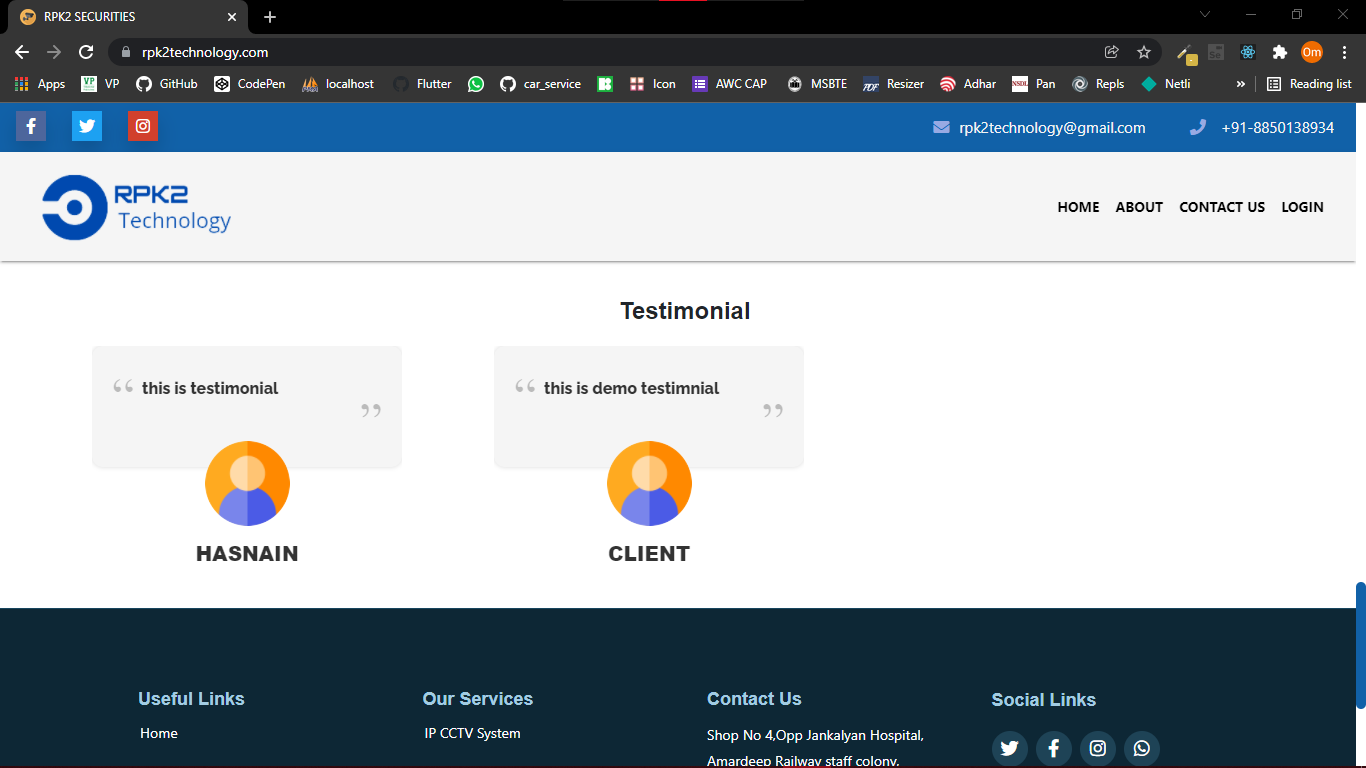 RPK2 SECURITIES
rpk2technology.com
Om
Apps VP VP GitHub CodePen localhost Flutter car_service Icon AWC CAP MSBTE PDF Resizer Adhar NSDL Pan Repls Netli » Reading list
rpk2technology@gmail.com +91-8850138934
RPK2
Technology
HOME ABOUT CONTACT US LOGIN
Testimonial
“ this is testimonial ”
“ this is demo testimnial ”
HASNAIN
CLIENT
Useful Links
Home
Our Services
IP CCTV System
Contact Us
Shop No 4,Opp Jankalyan Hospital,
Amardeep Railway staff colony,
Social Links